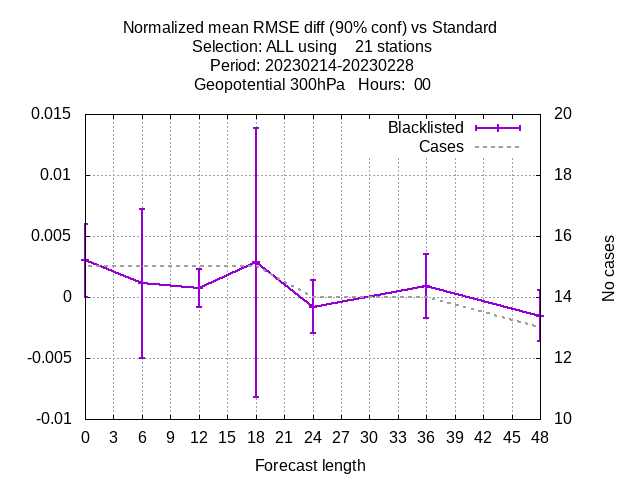 Normalized mean RMSE diff (90% conf) vs Standard
Selection: ALL using    21 stations
Period: 20230214-20230228
Geopotential 300hPa   Hours:  00
0.015
0.01
0.005
0
-0.005
-0.01
Blacklisted
Cases
20
18
16
14
12
10
No cases
0 3 6 9 12 15 18 21 24 27 30 33 36 39 42 45 48
Forecast length